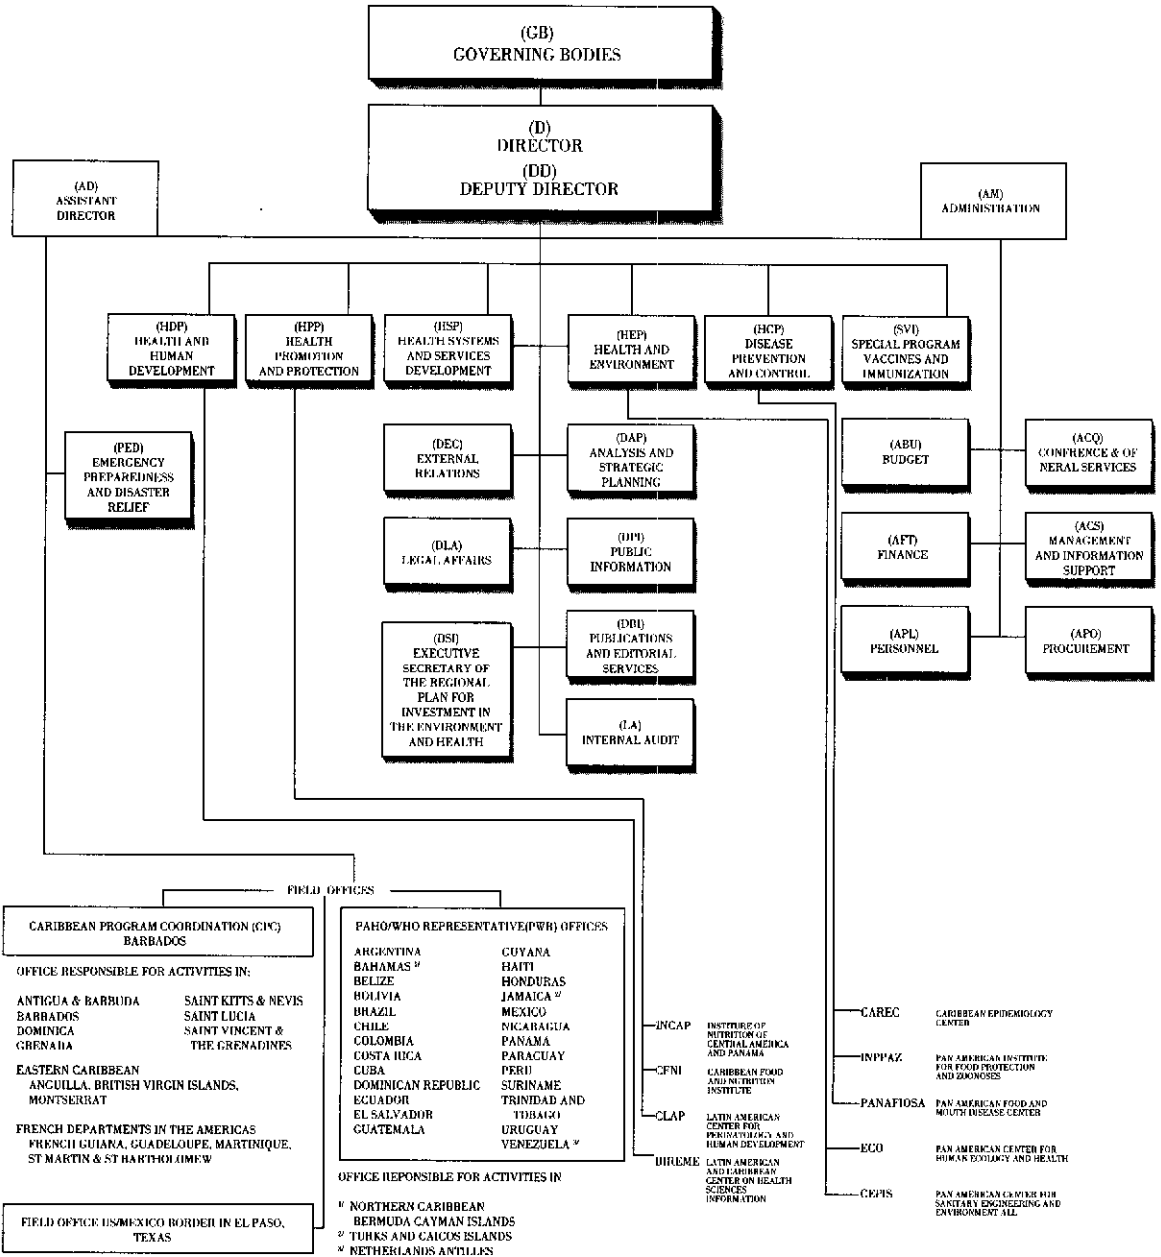 (GB)
GOVERNING BODIES
(D)
DIRECTOR
(DD)
DEPUTY DIRECTOR
(AD)
ASSISTANT
DIRECTOR
(AM)
ADMINISTRATION
(HDP)
HEALTH AND
HUMAN
DEVELOPMENT
(HPP)
HEALTH
PROMOTION
AND PROTECTION
(HSP)
HEALTH SYSTEMS
AND SERVICES
DEVELOPMENT
(HEP)
HEALTH AND
ENVIRONMENT
(HCP)
DISEASE
PREVENTION
AND CONTROL
(SVI)
SPECIAL PROGRAM
VACCINES AND
IMMUNIZATION
(PED)
EMERGENCY
PREPAREDNESS
AND DISASTER
RELIEF
(DEC)
EXTERNAL
RELATIONS
(DAP)
ANALYSIS AND
STRATEGIC
PLANNING
(ABU)
BUDGET
(ACQ)
CONFRENCE & OF
NERAL SERVICES
(DLA)
LEGAL AFFAIRS
(DPI)
PUBLIC
INFORMATION
(AFT)
FINANCE
(ACS)
MANAGEMENT
AND INFORMATION
SUPPORT
(DSI)
EXECUTIVE
SECRETARY OF
THE REGIONAL
PLAN FOR
INVESTMENT IN
THE ENVIRONMENT
AND HEALTH
(DBI)
PUBLICATIONS
AND EDITORIAL
SERVICES
(APL)
PERSONNEL
(APO)
PROCUREMENT
(LA)
INTERNAL AUDIT
FIELD OFFICES
CARIBBEAN PROGRAM COORDINATION (CPC)
BARBADOS
OFFICE RESPONSIBLE FOR ACTIVITIES IN:
ANTIGUA & BARBUDA
BARBADOS
DOMINICA
GRENADA
SAINT KITTS & NEVIS
SAINT LUCIA
SAINT VINCENT &
THE GRENADINES
EASTERN CARIBBEAN
ANGUILLA, BRITISH VIRGIN ISLANDS,
MONTSERRAT
FRENCH DEPARTMENTS IN THE AMERICAS
FRENCH GUIANA, GUADELOUPE, MARTINIQUE,
ST MARTIN & ST BARTHOLOMEW
FIELD OFFICE US/MEXICO BORDER IN EL PASO,
TEXAS
PAHO/WHO REPRESENTATIVE(PWR) OFFICES
ARGENTINA
BAHAMAS 2/
BELIZE
BOLIVIA
BRAZIL
CHILE
COLOMBIA
COSTA RICA
CUBA
DOMINICAN REPUBLIC
ECUADOR
EL SALVADOR
GUATEMALA
GUYANA
HAITI
HONDURAS
JAMAICA
MEXICO
NICARAGUA
PANAMA
PARAGUAY
PERU
SURINAME
TRINIDAD AND
TOBAGO
URUGUAY
VENEZUELA 3/
OFFICE REPONSIBLE FOR ACTIVITIES IN
1/ NORTHERN CARIBBEAN
BERMUDA CAYMAN ISLANDS
2/ TURKS AND CAICOS ISLANDS
3/ NETHERLANDS ANTILLES
INCAP
INSTITURE OF
NUTRITION OF
CENTRAL AMERICA
AND PANAMA
CFNI
CARIBBEAN FOOD
AND NUTRITION
INSTITUTE
CLAP
LATIN AMERICAN
CENTER FOR
PERINATOLOGY AND
HUMAN DEVELOPMENT
BIREME
LATIN AMERICAN
AND CARIBBEAN
CENTER ON HEALTH
SCIENCES
INFORMATION
CAREC
CARIBBEAN EPIDEMIOLOGY
CENTER
INPPAZ
PAN AMERICAN INSTITUTE
FOR FOOD PROTECTION
AND ZOONOSES
PANAFIOSA
PAN AMERICAN FOOD AND
MOUTH DISEASE CENTER
ECO
PAN AMERICAN CENTER FOR
HUMAN ECOLOGY AND HEALTH
CEPIS
PAN AMERICAN CENTER FOR
SANITARY ENGINEERING AND
ENVIRONMENT ALL